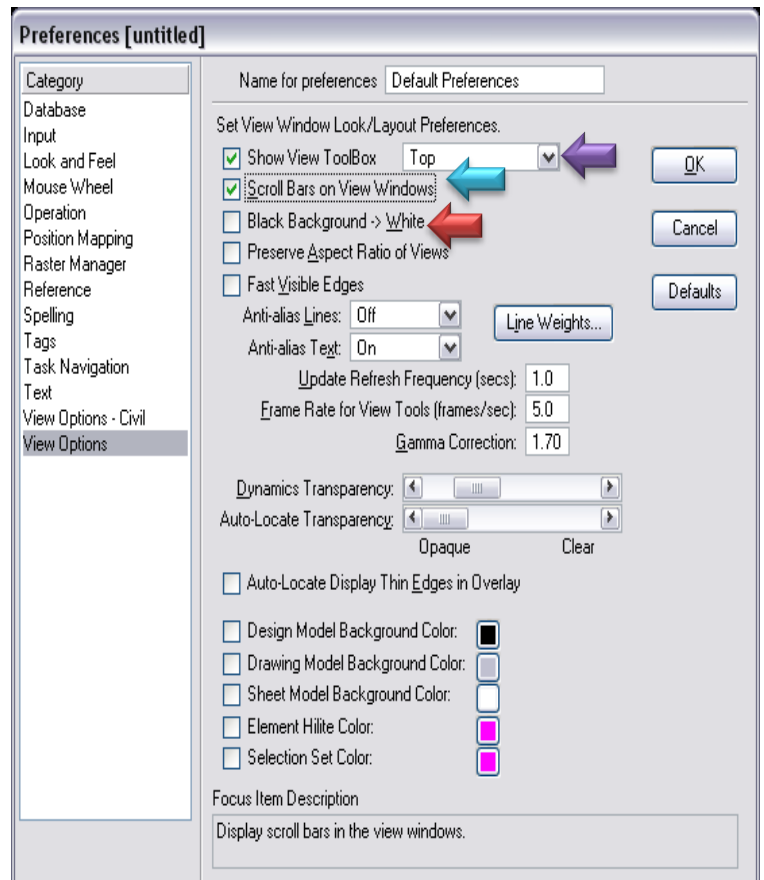 Preferences [untitled]
Category
Database
Input
Look and Feel
Mouse Wheel
Operation
Position Mapping
Raster Manager
Reference
Spelling
Tags
Task Navigation
Text
View Options - Civil
View Options
Name for preferences Default Preferences
Set View Window Look/Layout Preferences.
Show View ToolBox Top
Scroll Bars on View Windows
Black Background -> White
Preserve Aspect Ratio of Views
Fast Visible Edges
Anti-alias Lines: Off
Line Weights...
Anti-alias Text: On
Update Refresh Frequency (secs): 1.0
Frame Rate for View Tools (frames/sec): 5.0
Gamma Correction: 1.70
Dynamics Transparency:
Auto-Locate Transparency:
Opaque Clear
Auto-Locate Display Thin Edges in Overlay
Design Model Background Color:
Drawing Model Background Color:
Sheet Model Background Color:
Element Hilite Color:
Selection Set Color:
Focus Item Description
Display scroll bars in the view windows.
OK
Cancel
Defaults